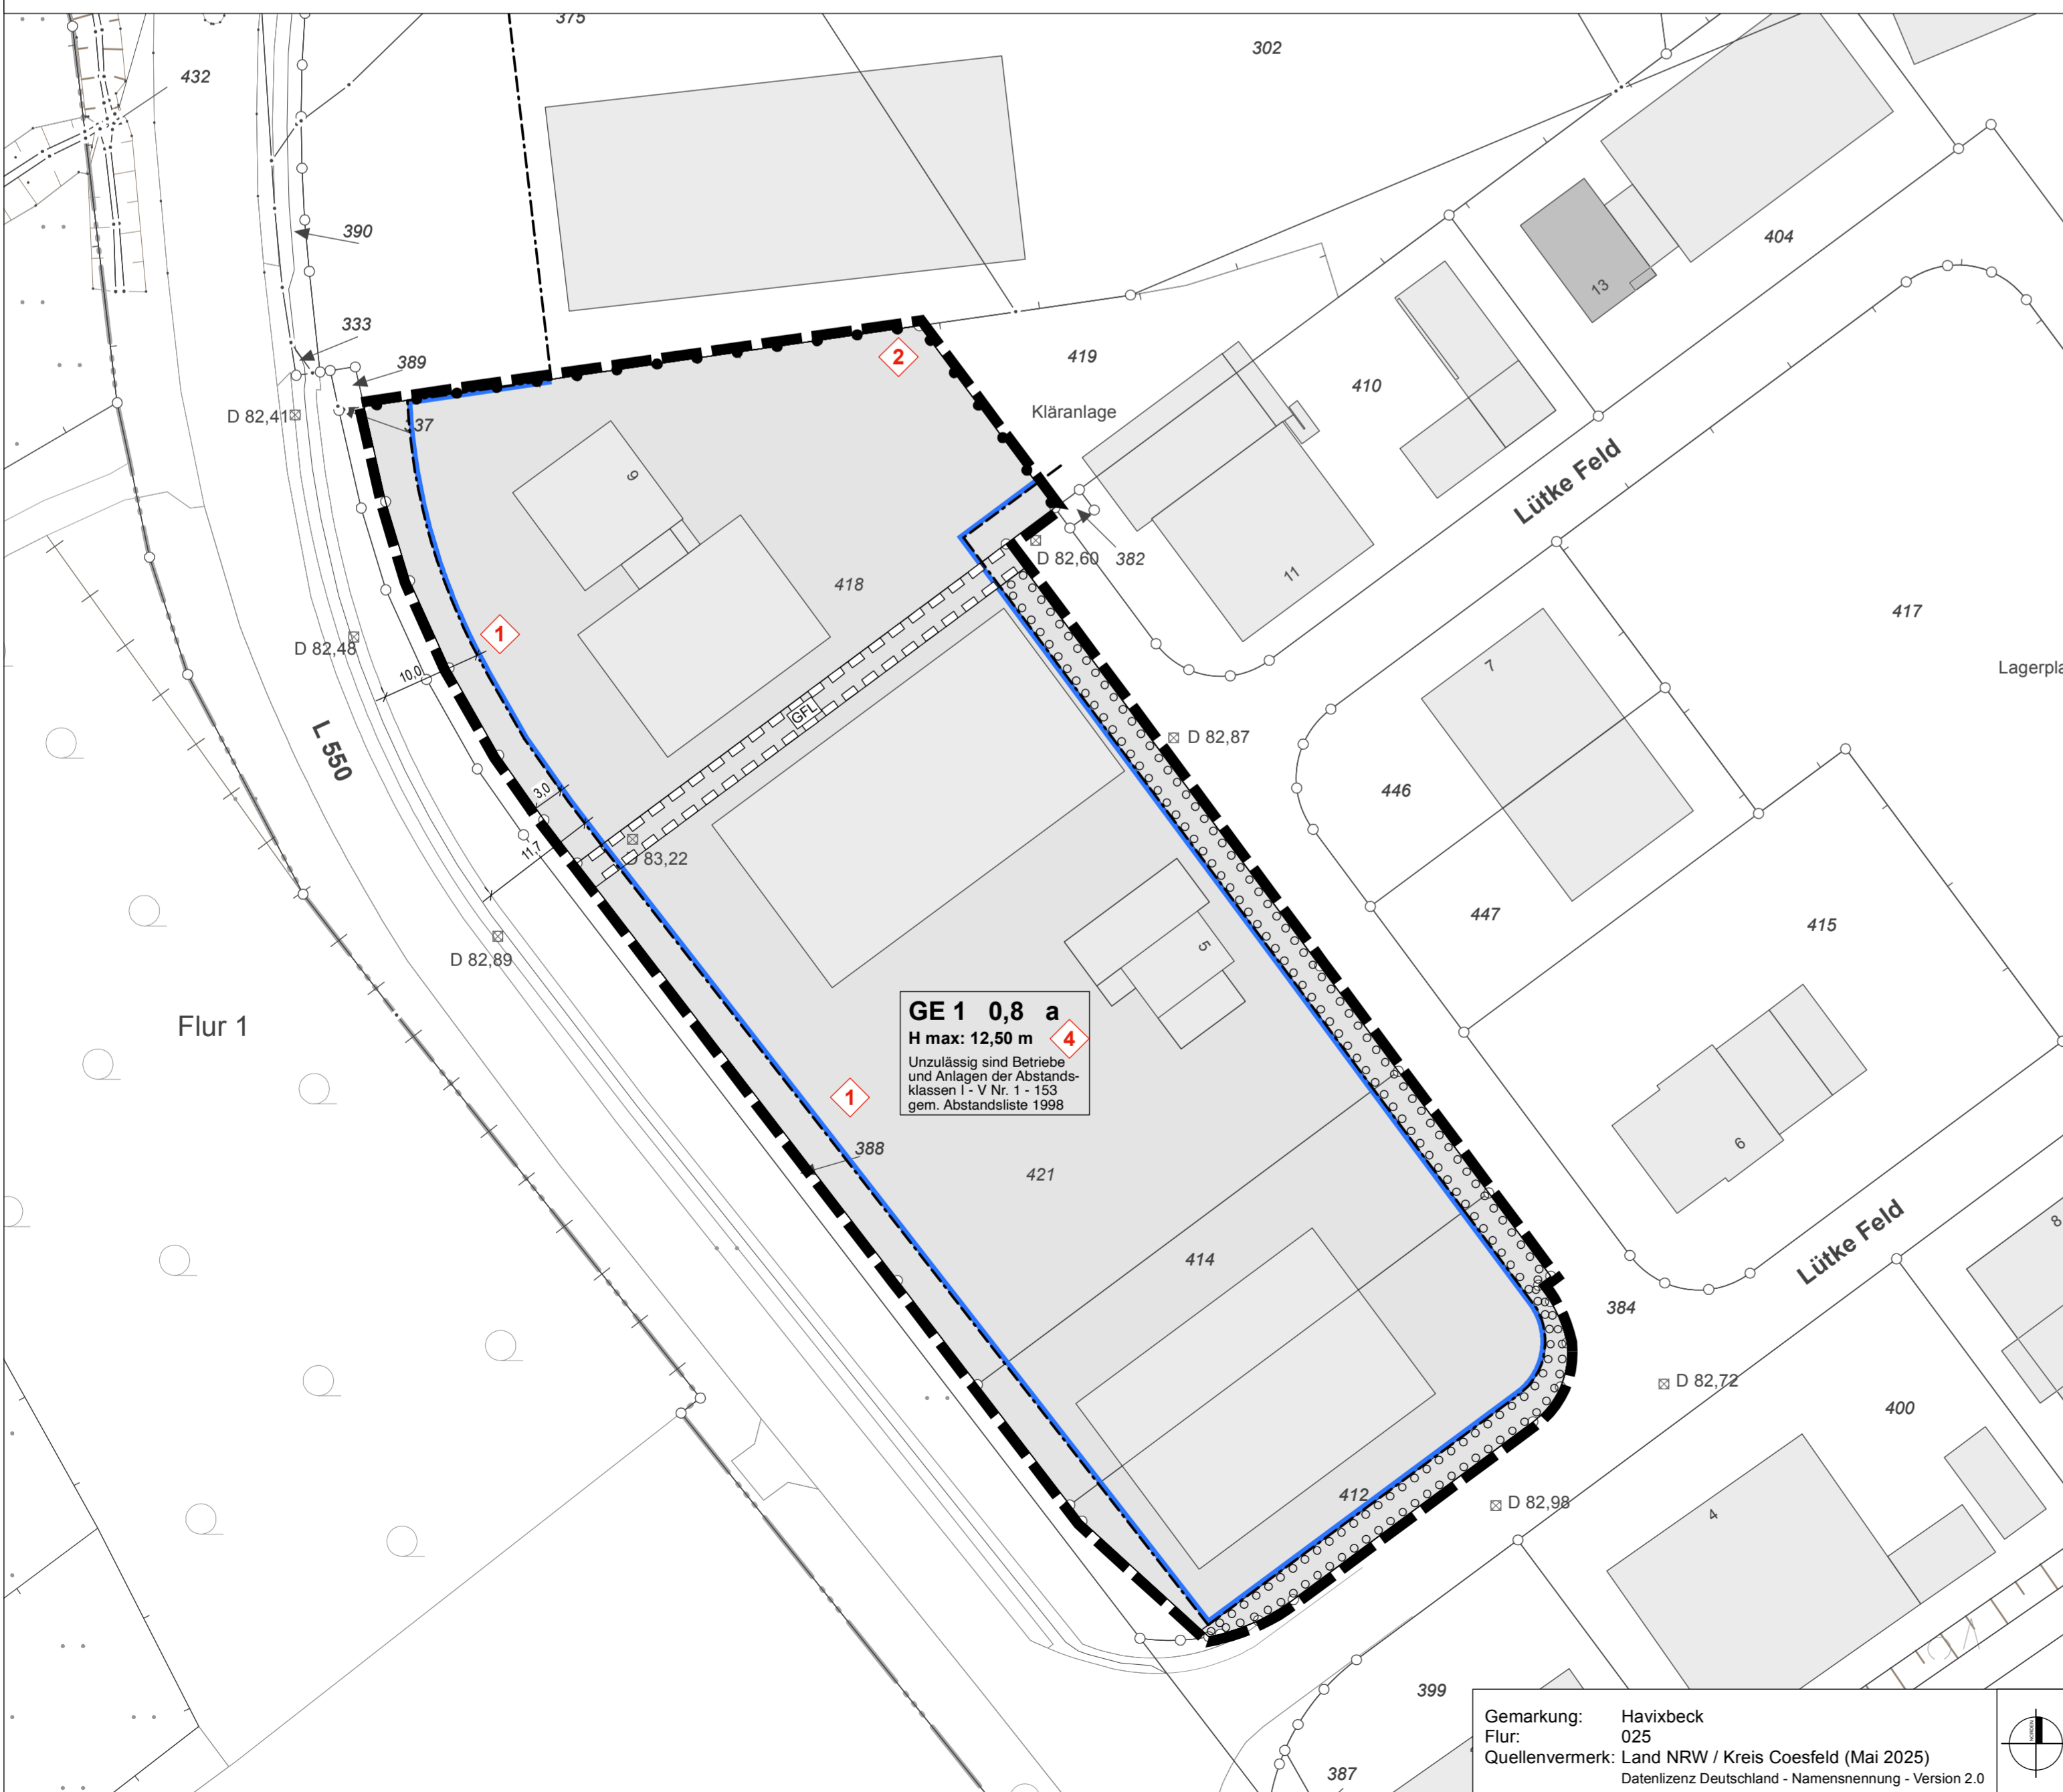 375
302
432
390
404
13
333
389
419
2
410
37
D 82,41
Kläranlage
9
Lütke Feld
D 82,60
382
11
418
417
1
D 82,48
10,0
7
Lagerpla
GFL
L 550
D 82,87
446
3,0
11,7
D 83,22
447
415
D 82,89
5
Flur 1
GE 1 0,8 a
H max: 12,50 m
4
Unzulässig sind Betriebe
und Anlagen der Abstands-
klassen I - V Nr. 1 - 153
gem. Abstandsliste 1998
1
388
421
6
8
Lütke Feld
414
384
D 82,72
400
412
D 82,98
4
399
387
Gemarkung: Havixbeck
Flur: 025
Quellenvermerk: Land NRW / Kreis Coesfeld (Mai 2025)
Datenlizenz Deutschland - Namensnennung - Version 2.0
NORDEN